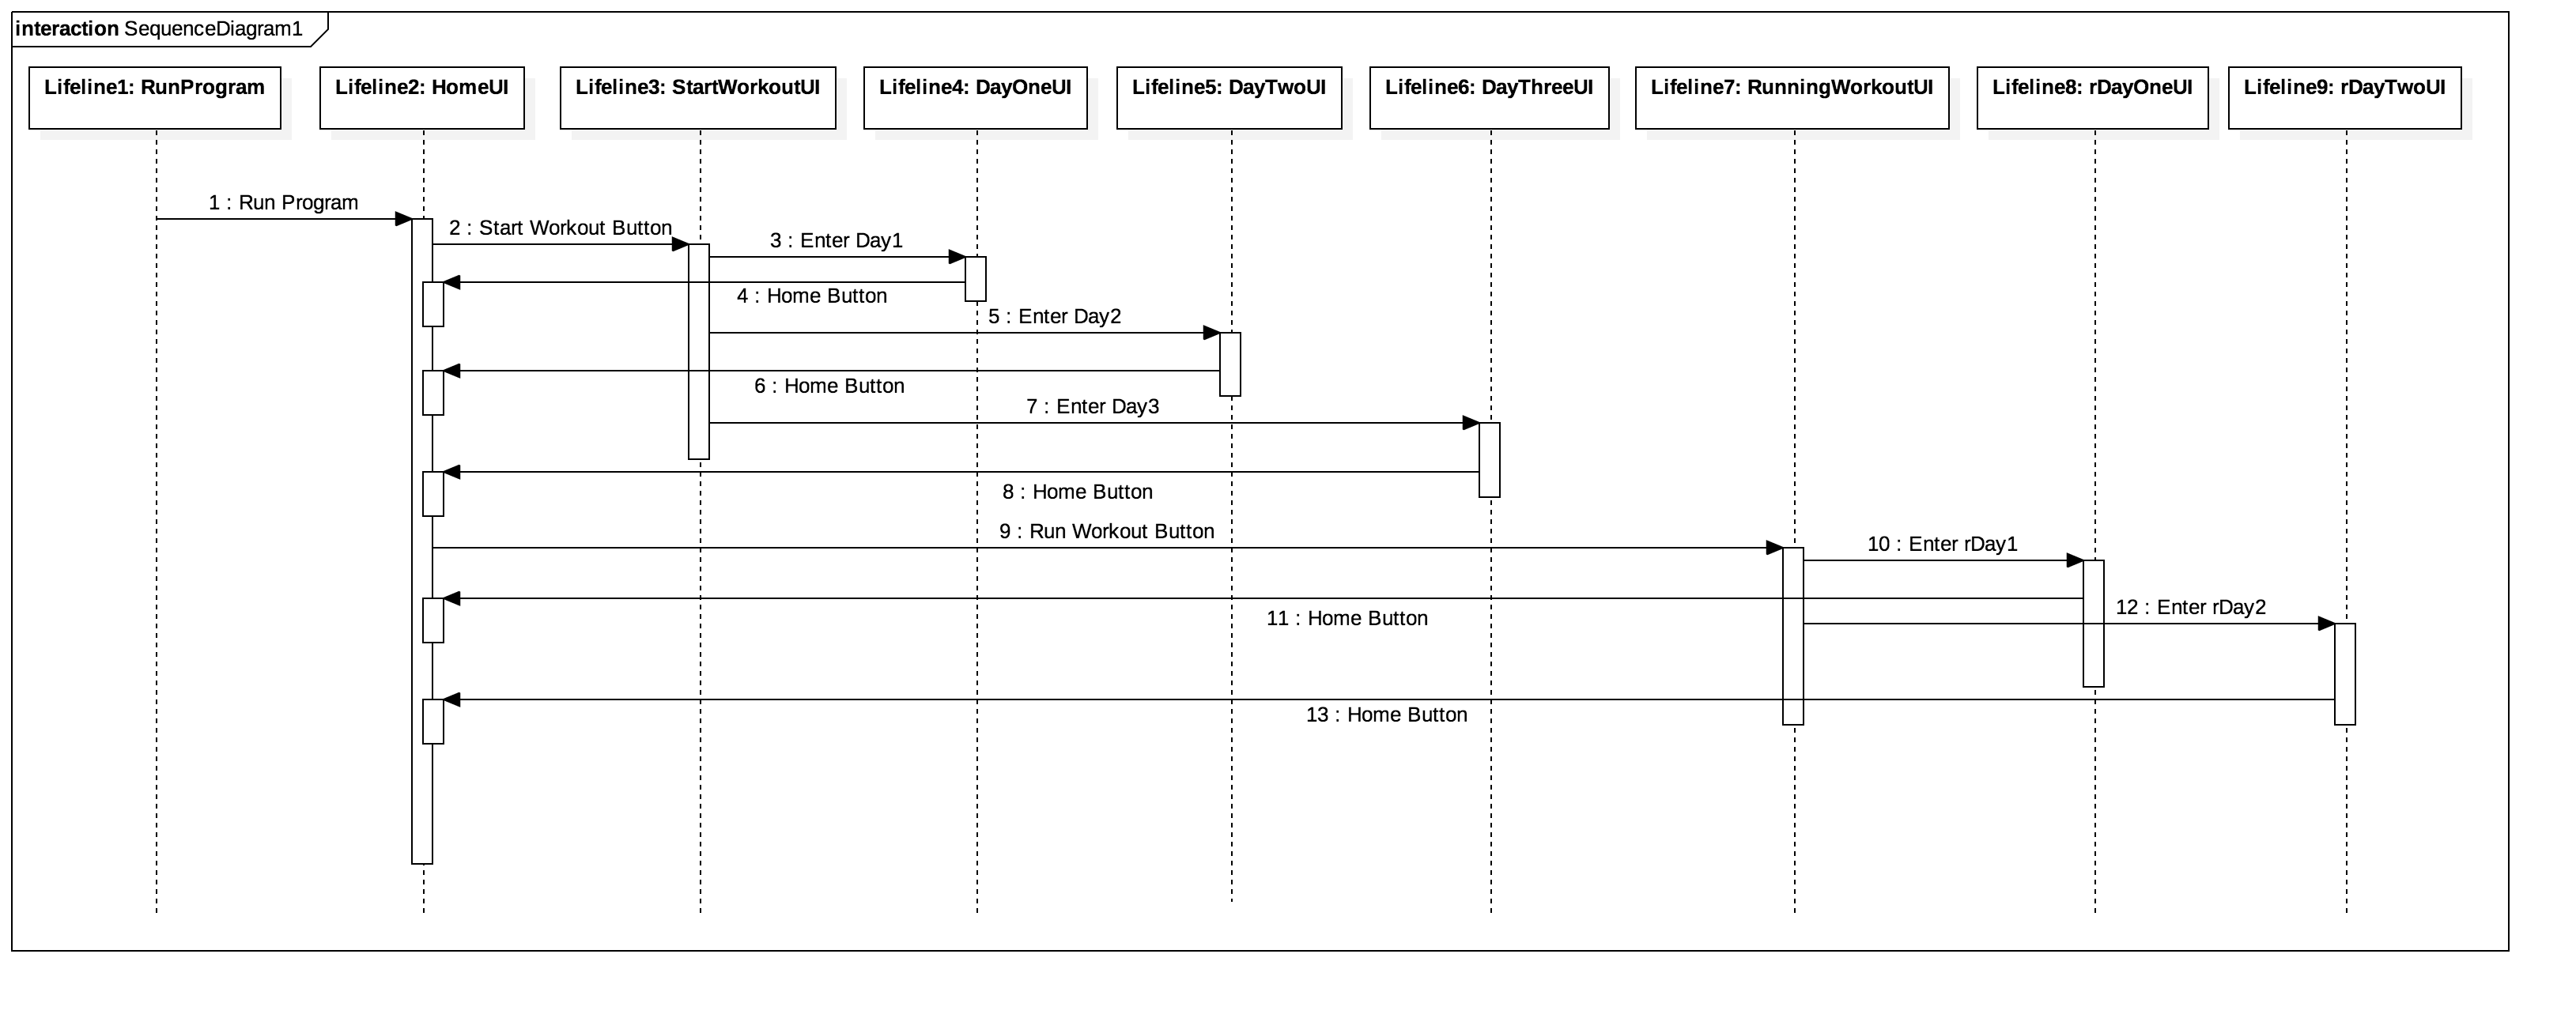 interaction SequenceDiagram1
Lifeline1: RunProgram
Lifeline2: HomeUI
Lifeline3: StartWorkoutUI
Lifeline4: DayOneUI
Lifeline5: DayTwoUI
Lifeline6: DayThreeUI
Lifeline7: RunningWorkoutUI
Lifeline8: rDayOneUI
Lifeline9: rDayTwoUI
1 : Run Program
2 : Start Workout Button
3 : Enter Day1
4 : Home Button
5 : Enter Day2
6 : Home Button
7 : Enter Day3
8 : Home Button
9 : Run Workout Button
10 : Enter rDay1
11 : Home Button
12 : Enter rDay2
13 : Home Button